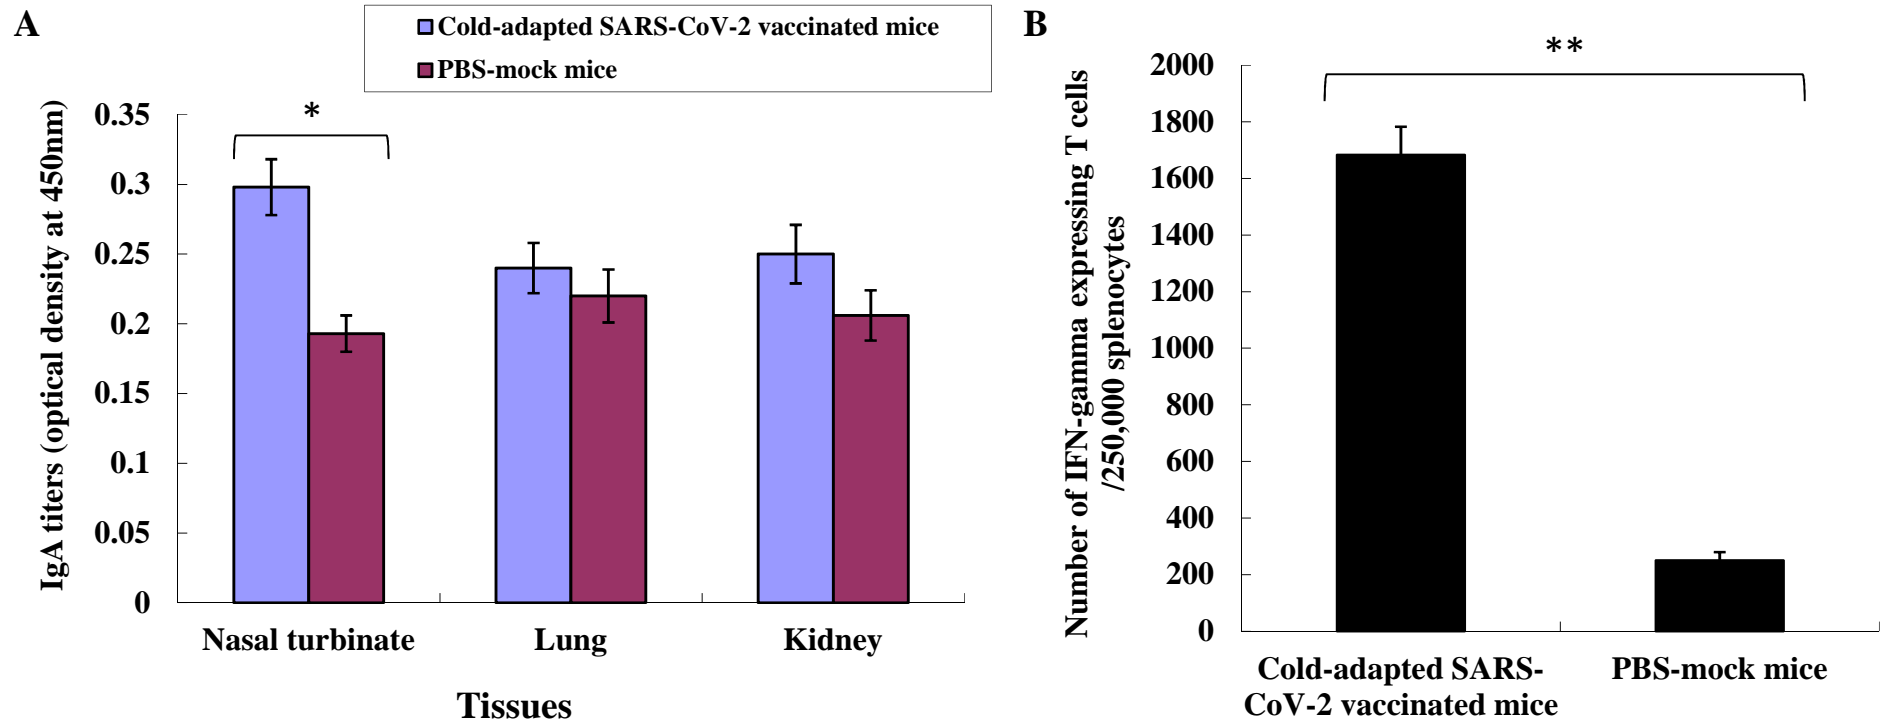 A
Cold-adapted SARS-CoV-2 vaccinated mice
PBS-mock mice
IgA titers (optical density at 450nm)
0.35
0.3
0.25
0.2
0.15
0.1
0.05
0
*
Nasal turbinate
Lung
Kidney
Tissues
B
Number of IFN-gamma expressing T cells
/250,000 splenocytes
2000
1800
1600
1400
1200
1000
800
600
400
200
0
**
Cold-adapted SARS-
CoV-2 vaccinated mice
PBS-mock mice